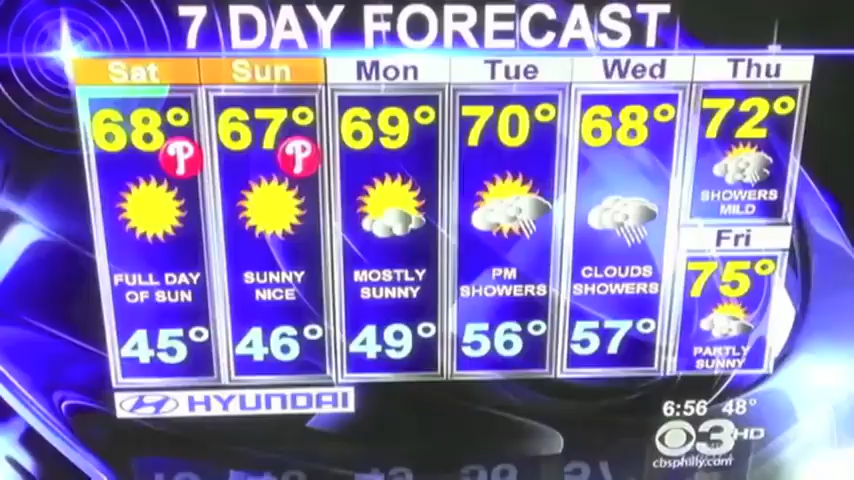 7 DAY FORECAST
Sat Sun Mon Tue Wed Thu
68° 67° 69° 70° 68° 72°
P P
SHOWERS
MILD
Fri
75°
PARTLY
SUNNY
FULL DAY
OF SUN
SUNNY
NICE
MOSTLY
SUNNY
PM
SHOWERS
CLOUDS
SHOWERS
45° 46° 49° 56° 57°
HYUNDAI
6:56 48°
3 HD
cbsphilly.com